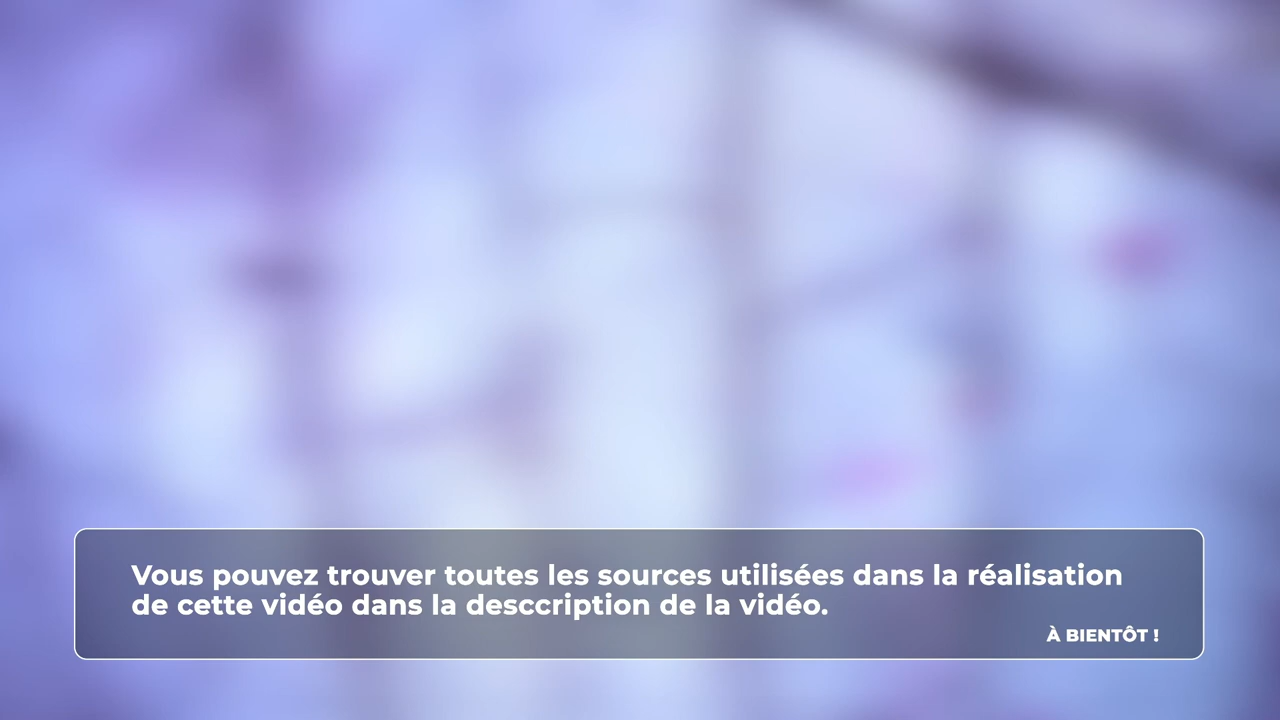 Vous pouvez trouver toutes les sources utilisées dans la réalisation
de cette vidéo dans la desccription de la vidéo.
À BIENTÔT !